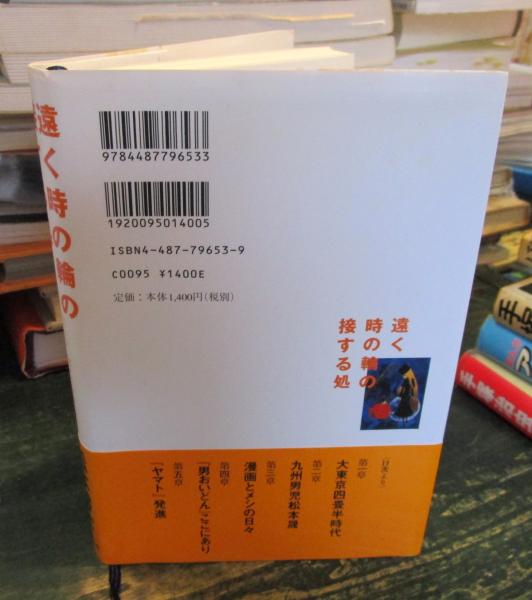 遠く時の輪の
9784487796533
1920095014005
ISBN4-487-79653-9
C0095 ¥1400E
定価：本体1,400円(税別)
遠く
時の輪の
接する処
(目次より)
第一章
大東京四畳半時代
第二章
九州男児松本晟
第三章
漫画とメシの日々
第四章
「男おいどん」ここにあり
第五章
「ヤマト」発進